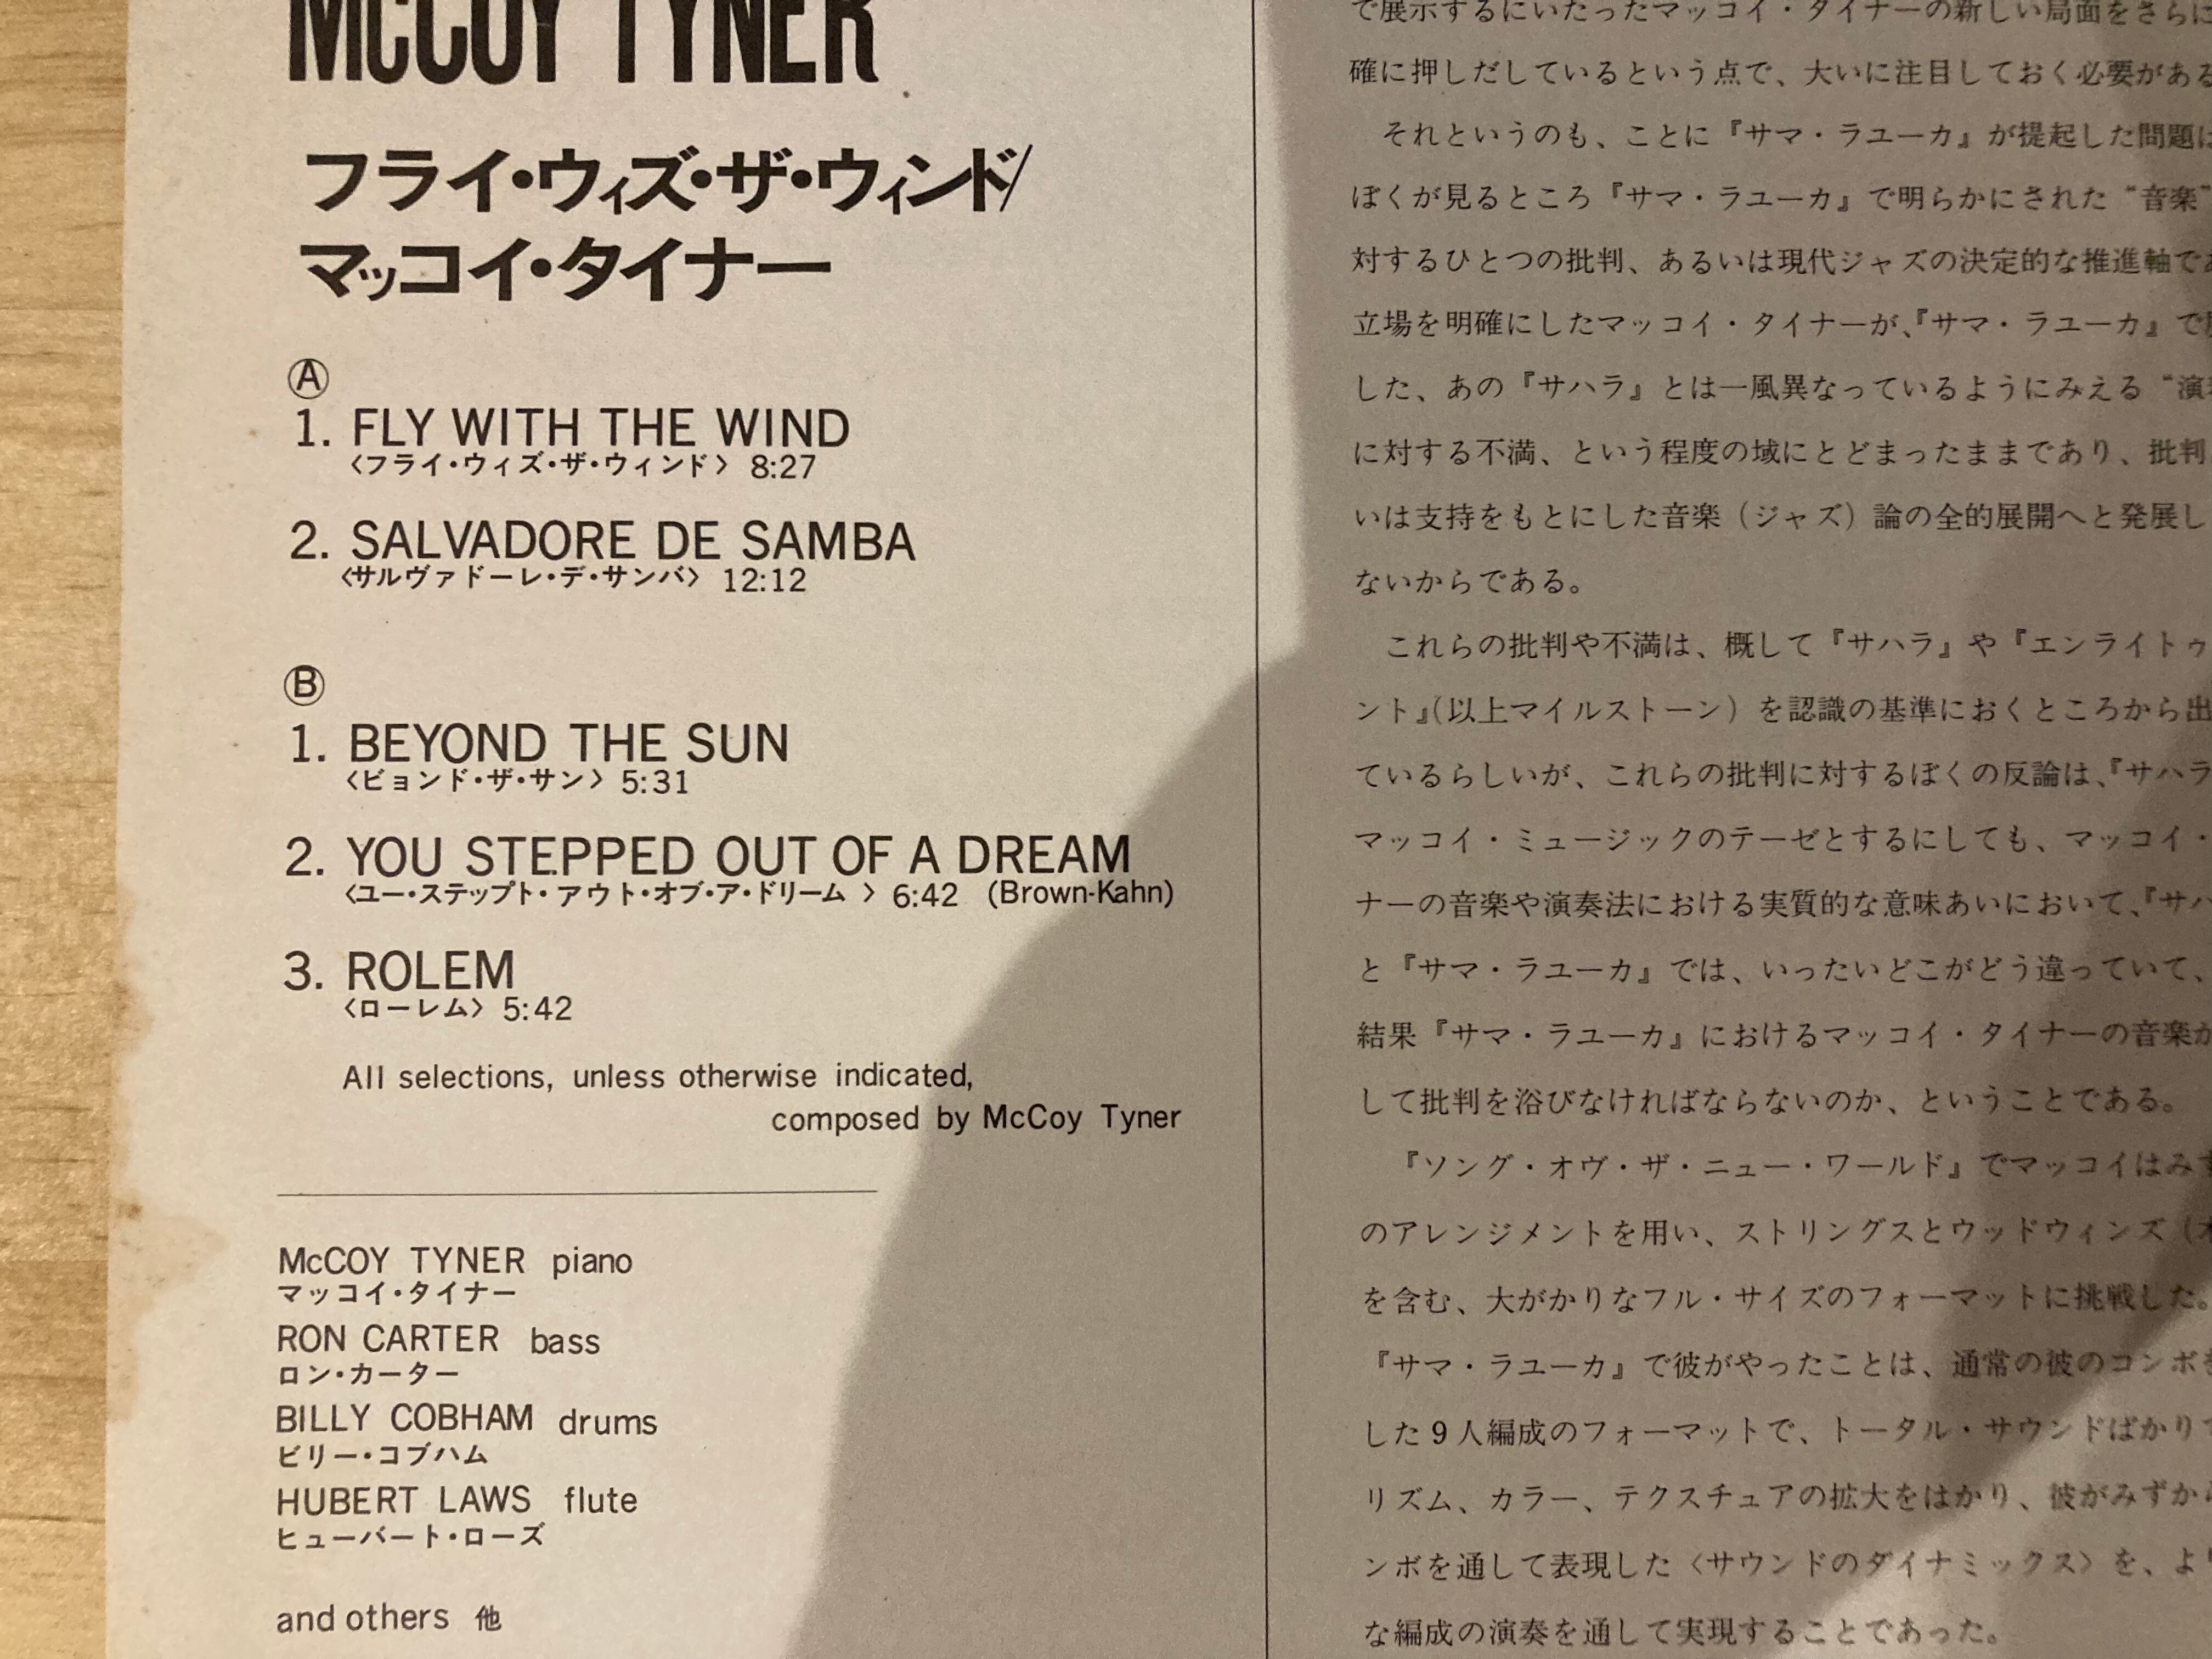 McCOY TYNER
フライ・ウィズ・ザ・ウィンド/
マッコイ・タイナー
Ⓐ
1. FLY WITH THE WIND
〈フライ・ウィズ・ザ・ウィンド〉 8:27
2. SALVADORE DE SAMBA
〈サルヴァドーレ・デ・サンバ〉 12:12
Ⓑ
1. BEYOND THE SUN
〈ビョンド・ザ・サン〉 5:31
2. YOU STEPPED OUT OF A DREAM
〈ユー・ステップト・アウト・オブ・ア・ドリーム 〉 6:42 (Brown-Kahn)
3. ROLEM
〈ローレム〉 5:42
All selections, unless otherwise indicated,
composed by McCoy Tyner
McCOY TYNER piano
マッコイ・タイナー
RON CARTER bass
ロン・カーター
BILLY COBHAM drums
ビリー・コブハム
HUBERT LAWS flute
ヒューバート・ローズ
and others 他
で展示するにいたったマッコイ・タイナーの新しい局面をさらに
確に押しだしているという点で、大いに注目しておく必要がある
それというのも、ことに『サマ・ラユーカ』が提起した問題は
ぼくが見るところ『サマ・ラユーカ』で明らかにされた“音楽”
対するひとつの批判、あるいは現代ジャズの決定的な推進軸であ
立場を明確にしたマッコイ・タイナーが、『サマ・ラユーカ』で
した、あの『サハラ』とは一風異なっているようにみえる“演
に対する不満、という程度の域にとどまったままであり、批判
いは支持をもとにした音楽（ジャズ）論の全的展開へと発展し
ないからである。
これらの批判や不満は、概して『サハラ』や『エンライトゥ
ント』（以上マイルストーン）を認識の基準におくところから出
ているらしいが、これらの批判に対するぼくの反論は、『サハラ
マッコイ・ミュージックのテーゼとするにしても、マッコイ・
ナーの音楽や演奏法における実質的な意味あいにおいて、『サハ
と『サマ・ラユーカ』では、いったいどこがどう違っていて、
結果『サマ・ラユーカ』におけるマッコイ・タイナーの音楽が
して批判を浴びなければならないのか、ということである。
『ソング・オヴ・ザ・ニュー・ワールド』でマッコイはみず
のアレンジメントを用い、ストリングスとウッドウィンズ（木
を含む、大がかりなフル・サイズのフォーマットに挑戦した。
『サマ・ラユーカ』で彼がやったことは、通常の彼のコンボを
した9人編成のフォーマットで、トータル・サウンドばかりで
リズム、カラー、テクスチュアの拡大をはかり、彼がみずから
ンボを通して表現した〈サウンドのダイナミックス〉を、より
な編成の演奏を通して実現することであった。